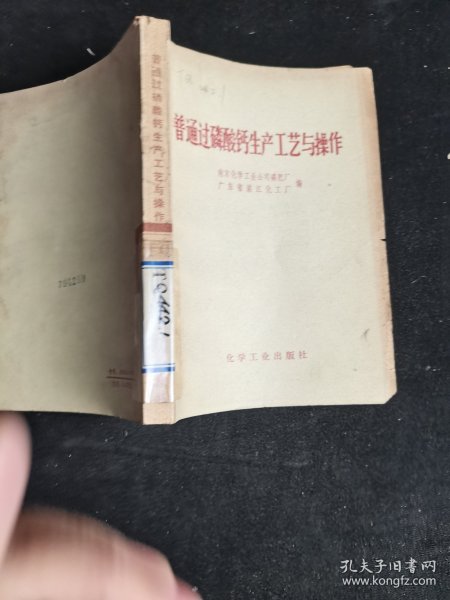 普通过磷酸钙生产工艺与操作
南京化学工业公司磷肥厂
广东省湛江化工厂 编
化学工业出版社
普通过磷酸钙生产工艺与操作
TQ442.1
孔夫子旧书网
www.kongfz.com